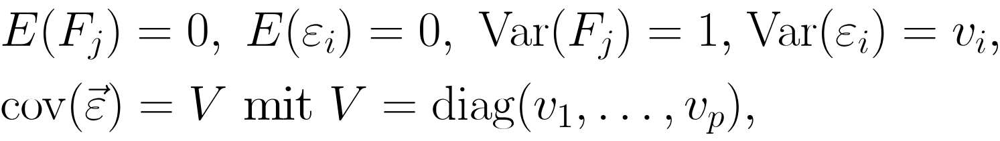 E(F_j) = 0, E(ε_i) = 0, Var(F_j) = 1, Var(ε_i) = v_i,
cov(ε⃗) = V mit V = diag(v_1, . . . , v_p),